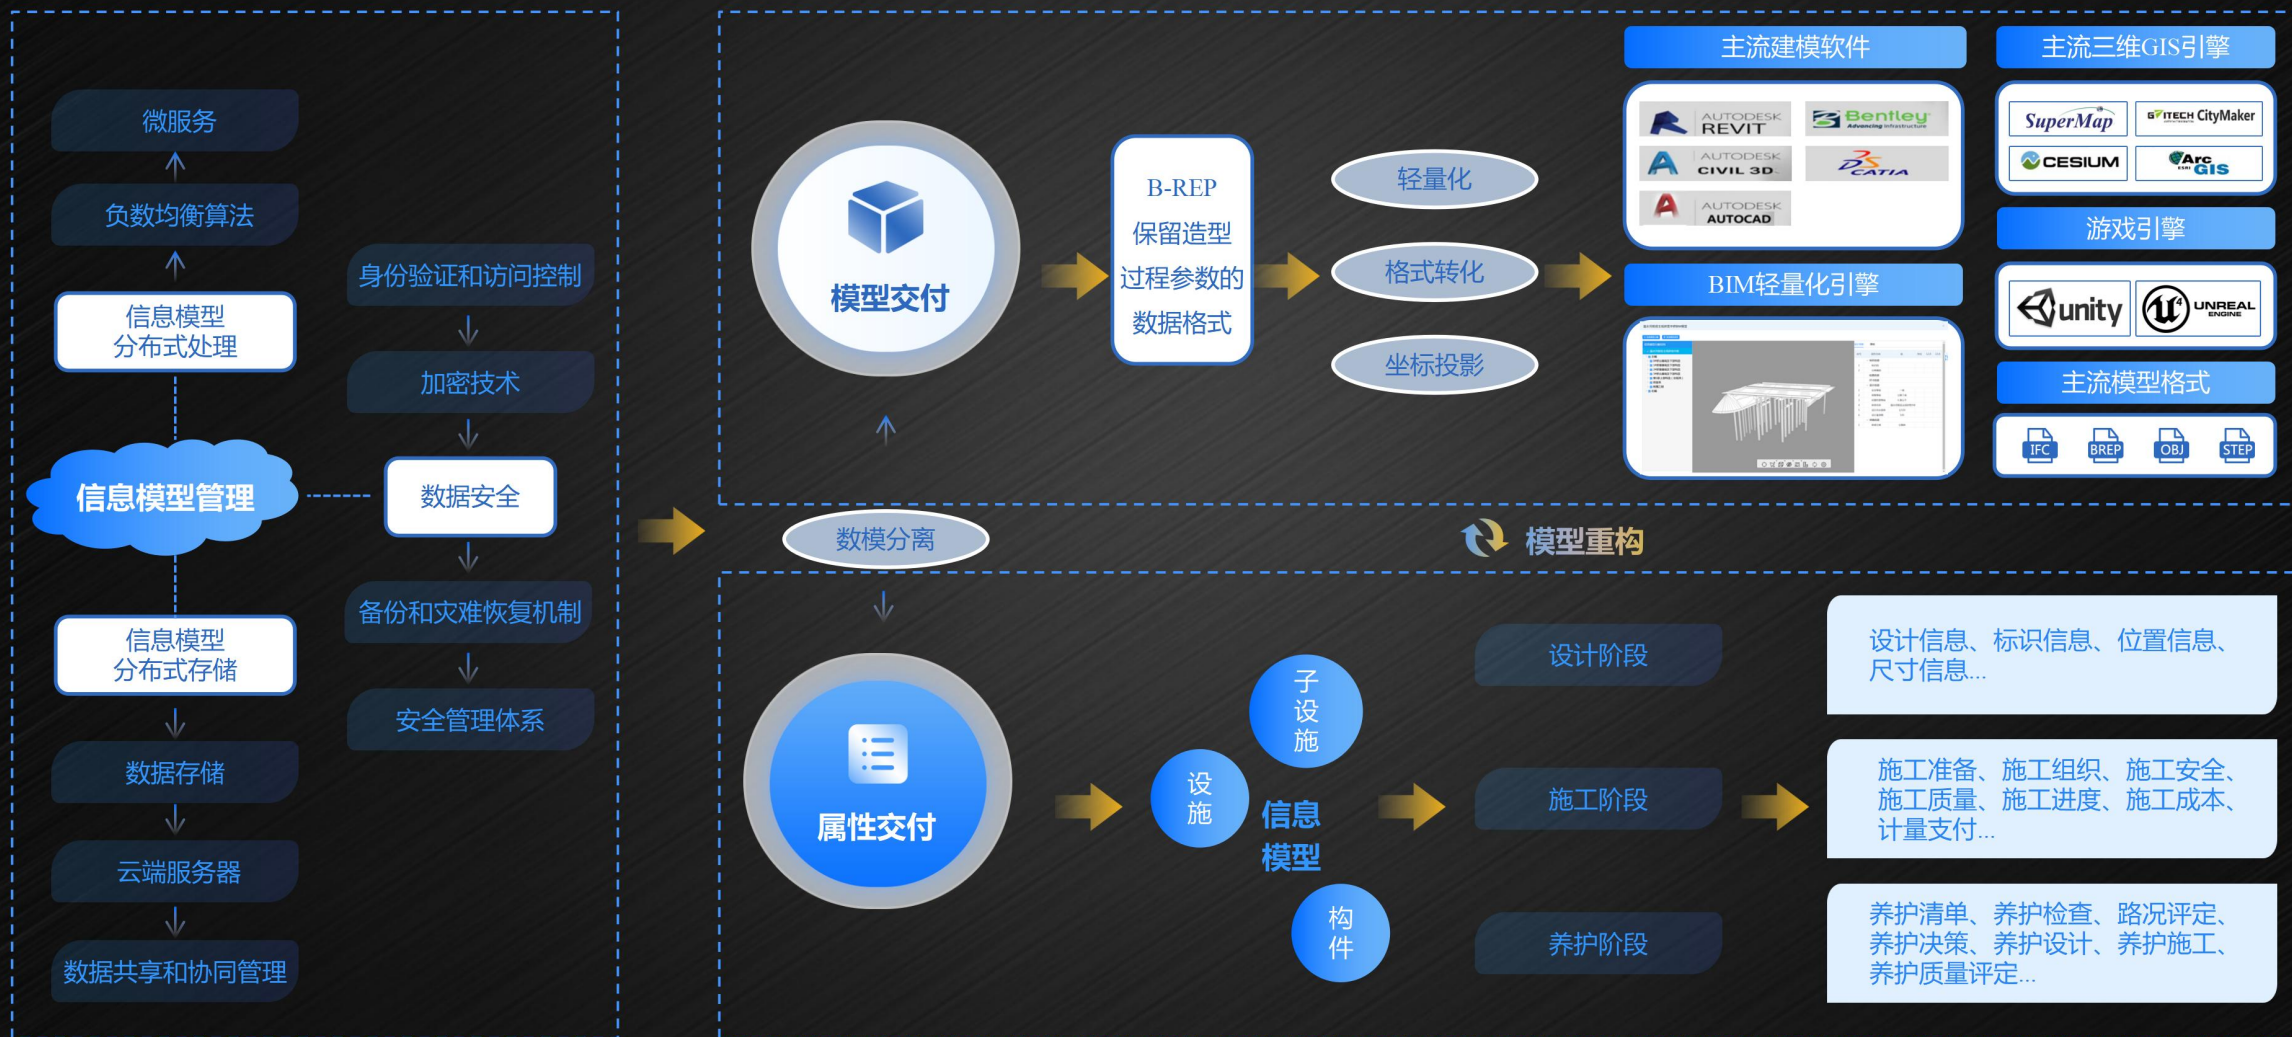 微服务
负数均衡算法
信息模型
分布式处理
信息模型管理
信息模型
分布式存储
数据存储
云端服务器
数据共享和协同管理
身份验证和访问控制
加密技术
数据安全
备份和灾难恢复机制
安全管理体系
模型交付
B-REP
保留造型
过程参数的
数据格式
轻量化
格式转化
坐标投影
主流建模软件
AUTODESK
REVIT
Bentley
Advancing Infrastructure
AUTODESK
CIVIL 3D
CATIA
AUTODESK
AUTOCAD
BIM轻量化引擎
主流三维GIS引擎
SuperMap
CityMaker
CESIUM
Arc
GIS
ESRI
游戏引擎
unity
UNREAL
ENGINE
4
主流模型格式
IFC
BREP
OBJ
STEP
数模分离
模型重构
属性交付
子设施
设施
信息
模型
构件
设计阶段
施工阶段
养护阶段
设计信息、标识信息、位置信息、
尺寸信息...
施工准备、施工组织、施工安全、
施工质量、施工进度、施工成本、
计量支付...
养护清单、养护检查、路况评定、
养护决策、养护设计、养护施工、
养护质量评定...